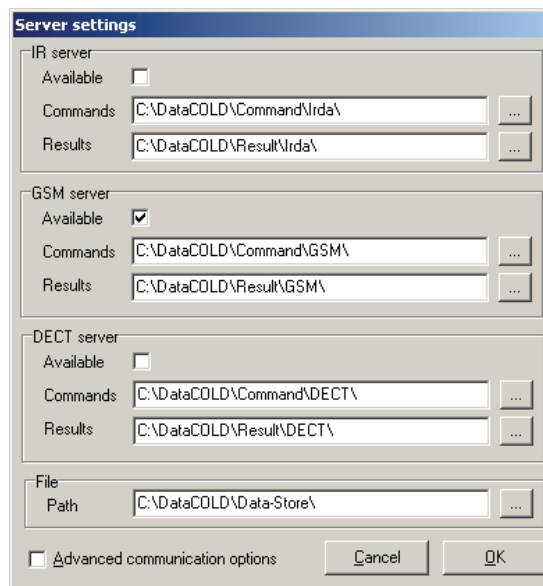 Server settings
IR server
Available
Commands C:\DataCOLD\Command\Irda\ ...
Results C:\DataCOLD\Result\Irda\ ...
GSM server
Available
Commands C:\DataCOLD\Command\GSM\ ...
Results C:\DataCOLD\Result\GSM\ ...
DECT server
Available
Commands C:\DataCOLD\Command\DECT\ ...
Results C:\DataCOLD\Result\DECT\ ...
File
Path C:\DataCOLD\Data-Store\ ...
Advanced communication options Cancel OK